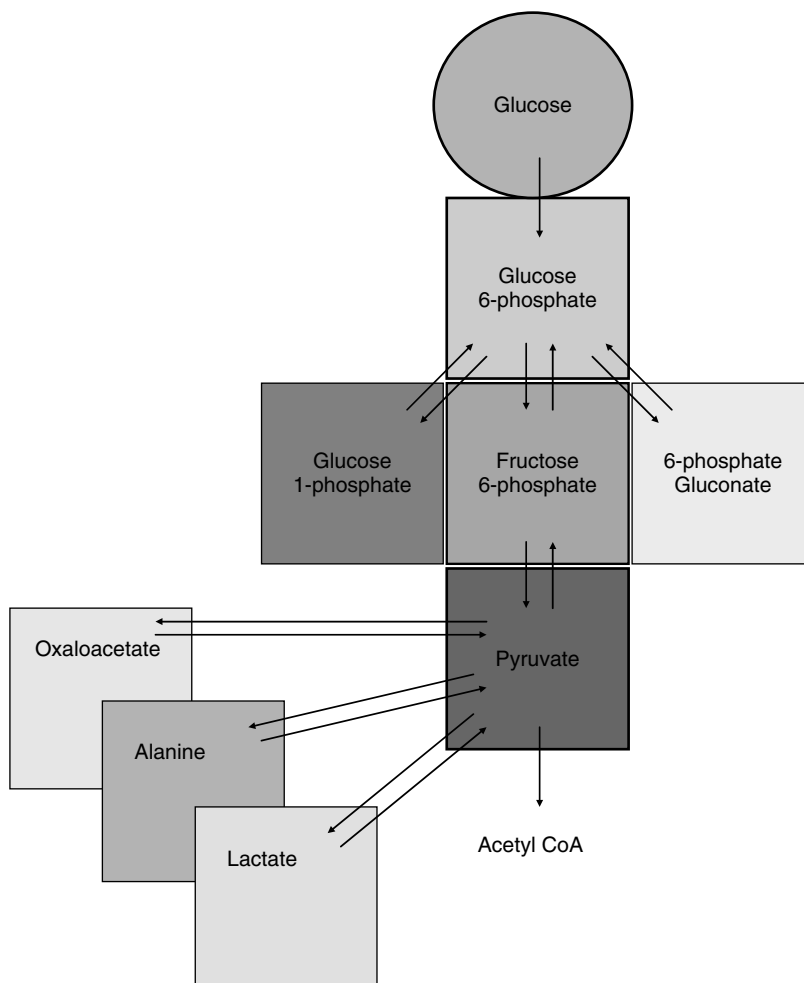 Glucose
Glucose
6-phosphate
Glucose
1-phosphate
Fructose
6-phosphate
6-phosphate
Gluconate
Oxaloacetate
Pyruvate
Alanine
Lactate
Acetyl CoA